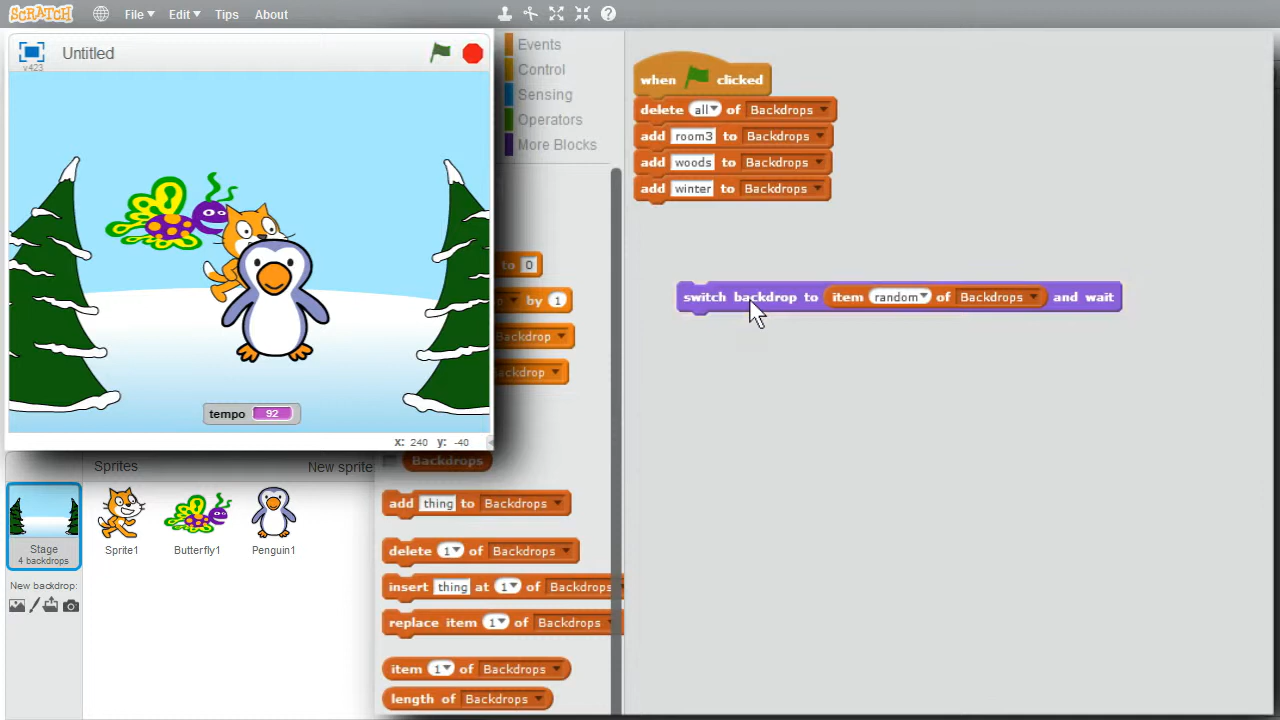 SCRATCH File Edit Tips About
v423
Untitled
Events
Control
Sensing
Operators
More Blocks
when clicked
delete all of Backdrops
add room3 to Backdrops
add woods to Backdrops
add winter to Backdrops
switch backdrop to item random of Backdrops and wait
to 0
by 1
Backdrop
tempo 92
x: 240 y: -40
Sprites
New sprite
Stage
4 backdrops
Sprite1
Butterfly1
Penguin1
New backdrop:
Backdrops
add thing to Backdrops
delete 1 of Backdrops
insert thing at 1 of Backdrops
replace item 1 of Backdrops
item 1 of Backdrops
length of Backdrops